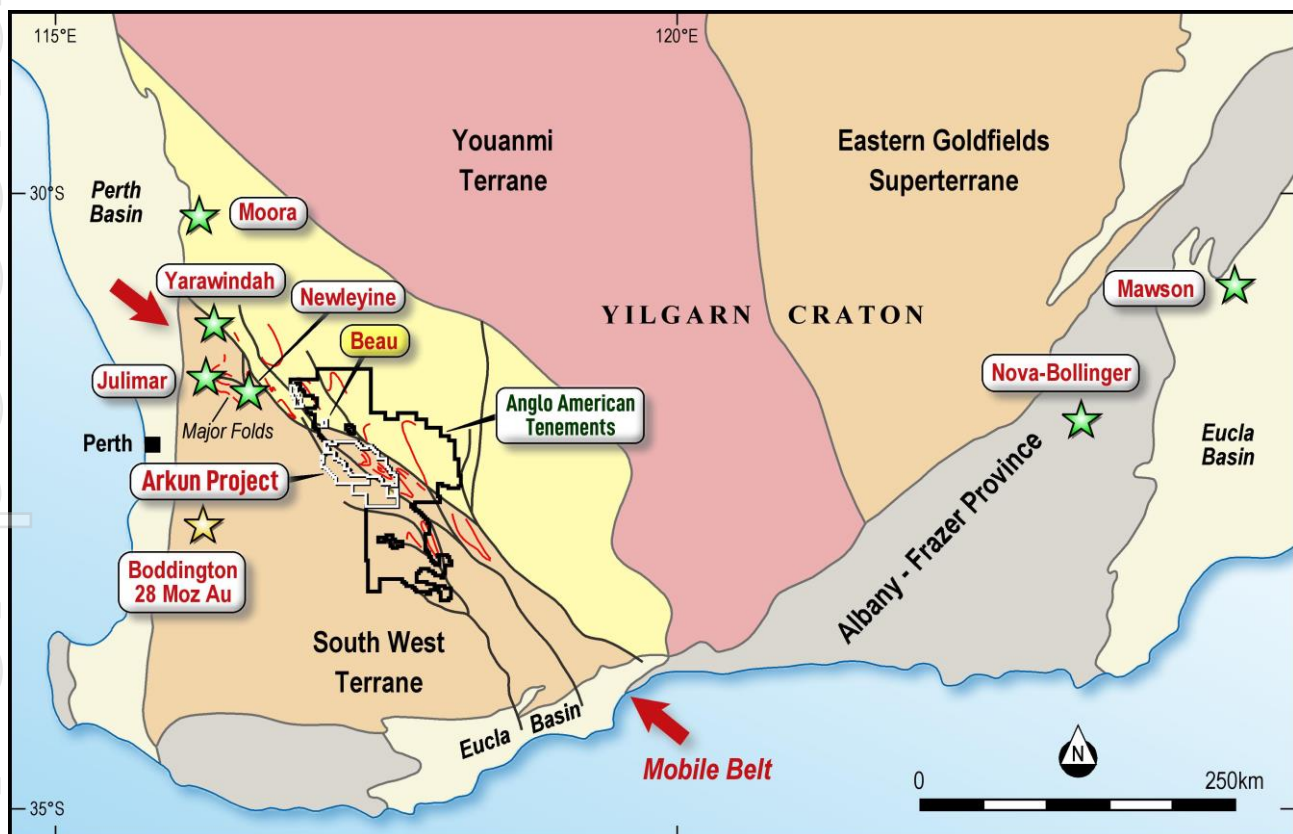 115°E
120°E
Youanmi
Terrane
Eastern Goldfields
Superterrane
Perth
Basin
30°S
Moora
Yarawindah
Newleyine
Mawson
YILGARN CRATON
Beau
Julimar
Nova-Bollinger
Anglo American
Tenements
Major Folds
Perth
Eucla
Basin
Arkun Project
Albany - Frazer Province
Boddington
28 Moz Au
South West
Terrane
Eucla Basin
Mobile Belt
N
0 250km
35°S